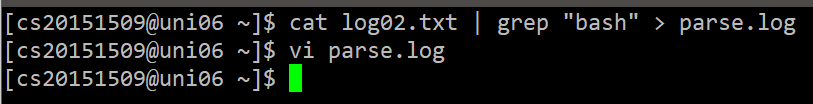 [cs20151509@uni06 ~]$ cat log02.txt | grep "bash" > parse.log
[cs20151509@uni06 ~]$ vi parse.log
[cs20151509@uni06 ~]$